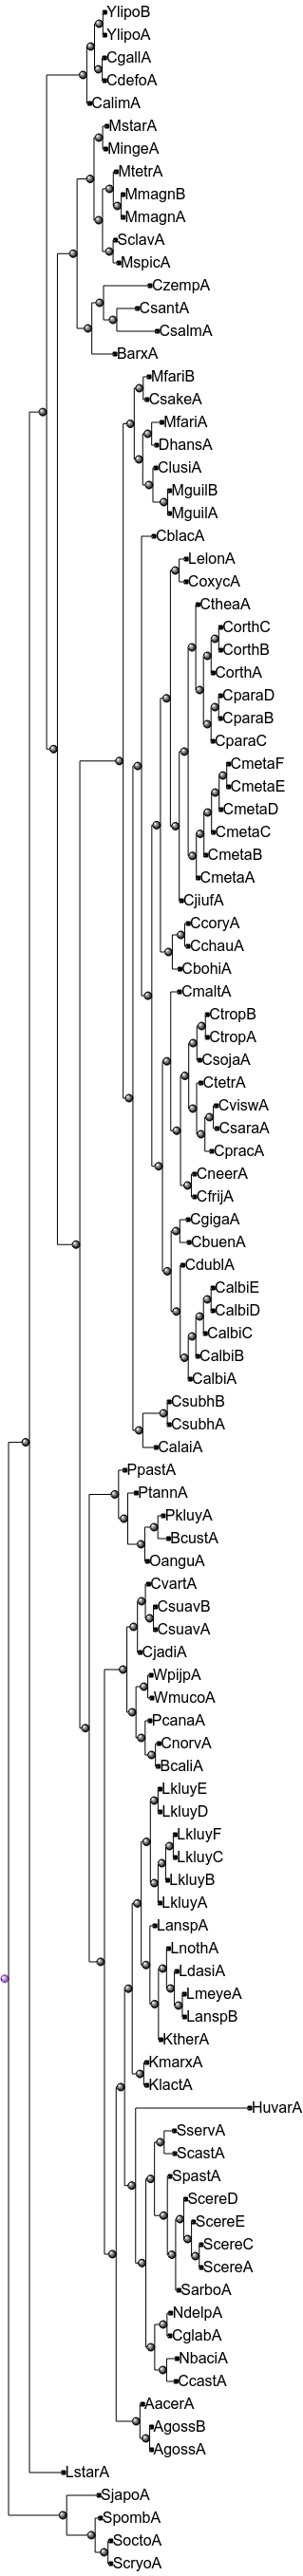 YlipoB
YlipoA
CgallA
CdefoA
CalimA
MstarA
MingeA
MtetrA
MmagnB
MmagnA
SclavA
MspicA
CzempA
CsantA
CsalmA
BarxA
MfariB
CsakeA
MfariA
DhansA
ClusiA
MguilB
MguilA
CblacA
LelonA
CoxycA
CtheaA
CorthC
CorthB
CorthA
CparaD
CparaB
CparaC
CmetaF
CmetaE
CmetaD
CmetaC
CmetaB
CmetaA
CjiufA
CcoryA
CchauA
CbohiA
CmaltA
CtropB
CtropA
CsojaA
CtetrA
CviswA
CsaraA
CpracA
CneerA
CfrijA
CgigaA
CbuenA
CdublA
CalbiE
CalbiD
CalbiC
CalbiB
CalbiA
CsubhB
CsubhA
CalaiA
PpastA
PtannA
PkluyA
BcustA
OanguA
CvartA
CsuavB
CsuavA
CjadiA
WpijpA
WmucoA
PcanaA
CnorvA
BcaliA
LkluyE
LkluyD
LkluyF
LkluyC
LkluyB
LkluyA
LanspA
LnothA
LdasiA
LmeyeA
LanspB
KtherA
KmarxA
KlactA
HuvarA
SservA
ScastA
SpastA
ScereD
ScereE
ScereC
ScereA
SarboA
NdelpA
CglabA
NbaciA
CcastA
AacerA
AgossB
AgossA
LstarA
SjapoA
SpombA
SoctoA
ScryoA